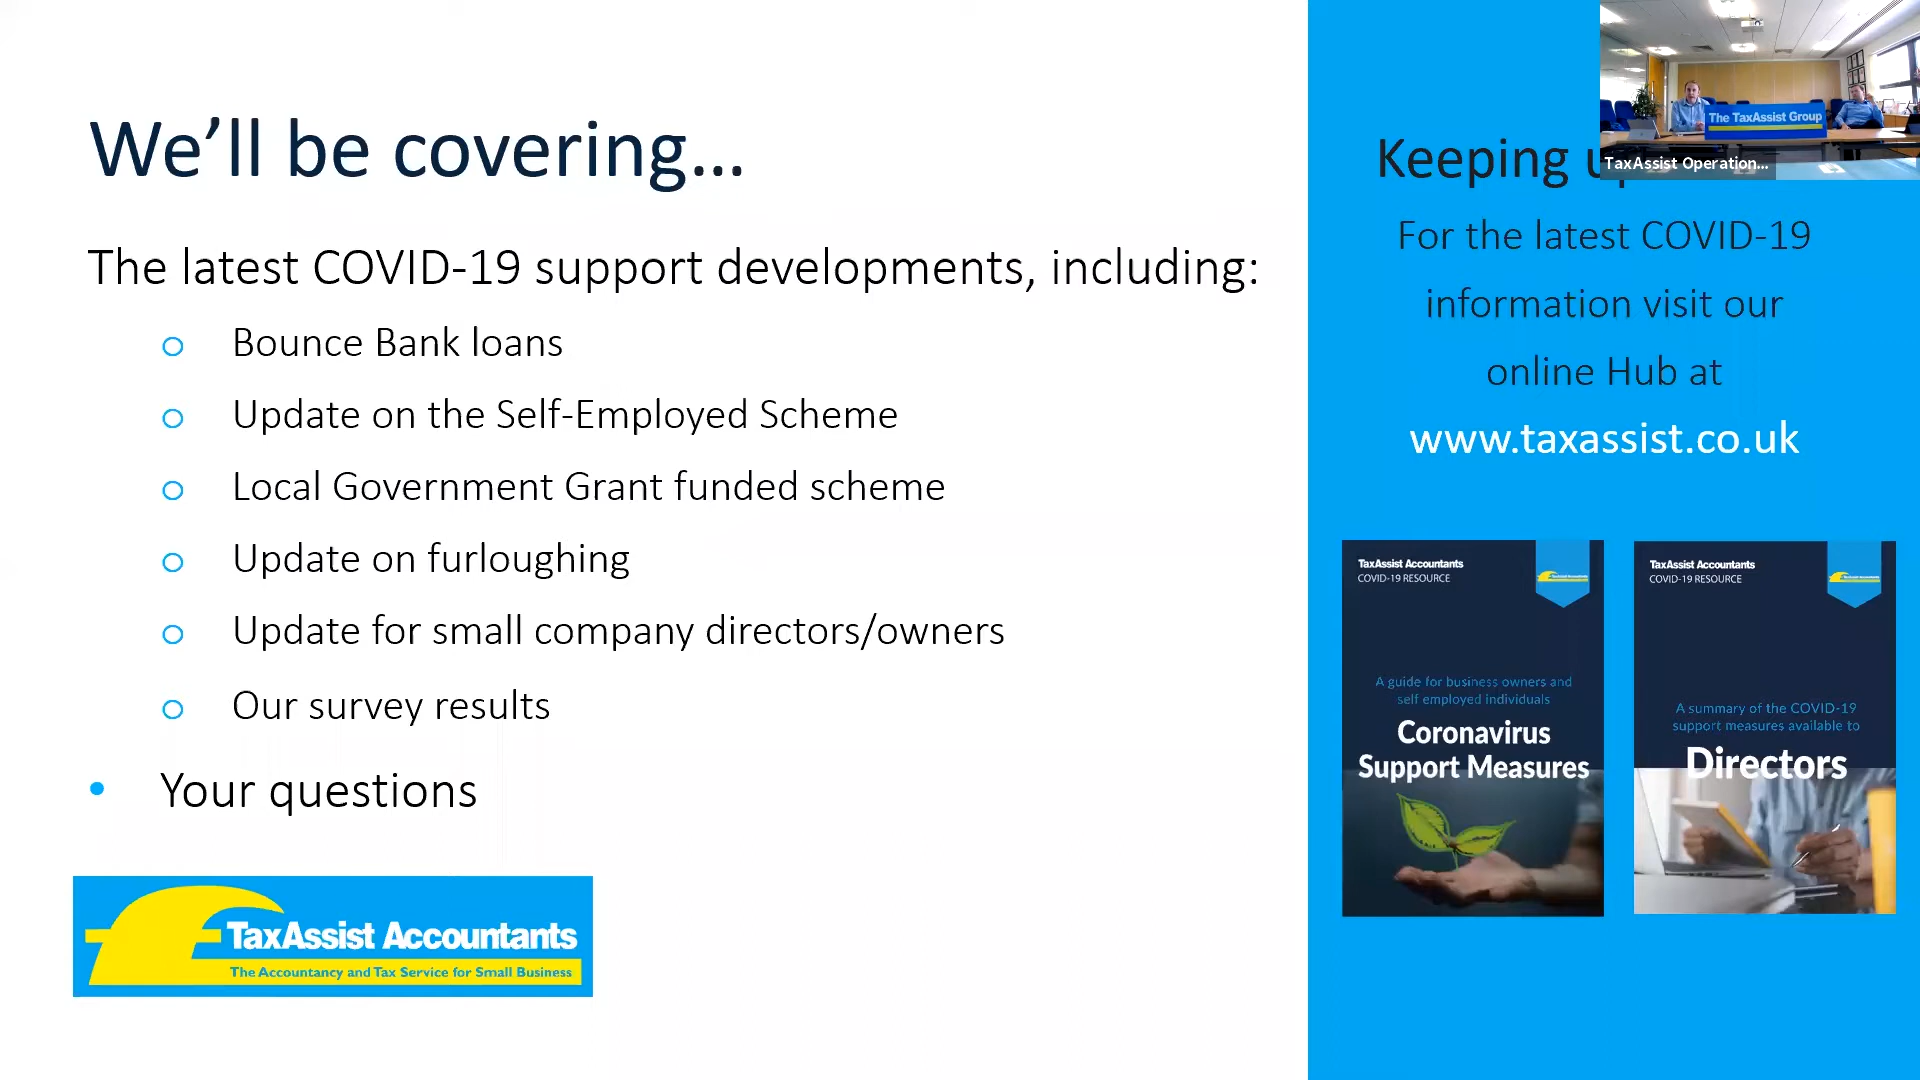 We’ll be covering...
The latest COVID-19 support developments, including:
o Bounce Bank loans
o Update on the Self-Employed Scheme
o Local Government Grant funded scheme
o Update on furloughing
o Update for small company directors/owners
o Our survey results
• Your questions
TaxAssist Accountants
The Accountancy and Tax Service for Small Business
The TaxAssist Group
TaxAssist Operation...
Keeping
For the latest COVID-19
information visit our
online Hub at
www.taxassist.co.uk
TaxAssist Accountants
COVID-19 RESOURCE
TaxAssist Accountants
A guide for business owners and
self employed individuals
Coronavirus
Support Measures
TaxAssist Accountants
COVID-19 RESOURCE
TaxAssist Accountants
A summary of the COVID-19
support measures available to
Directors